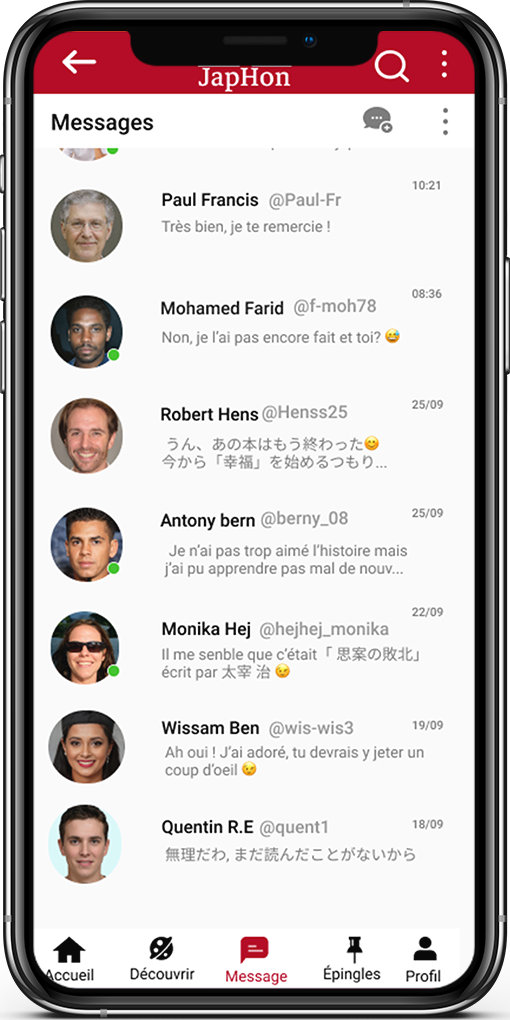 JapHon
Messages
Paul Francis @Paul-Fr 10:21
Très bien, je te remercie !
Mohamed Farid @f-moh78 08:36
Non, je l'ai pas encore fait et toi? 😅
Robert Hens @Henss25 25/09
うん、あの本はもう終わった😊
今から「幸福」を始めるつもり...
Antony bern @berny_08 25/09
Je n'ai pas trop aimé l'histoire mais
j'ai pu apprendre pas mal de nouv...
Monika Hej @hejhej_monika 22/09
Il me senble que c'était「 思案の敗北」
écrit par 太宰 治 😉
Wissam Ben @wis-wis3 19/09
Ah oui ! J'ai adoré, tu devrais y jeter un
coup d'oeil 😉
Quentin R.E @quent1 18/09
無理だわ, まだ読んだことがないから
Accueil Découvrir Message Épingles Profil